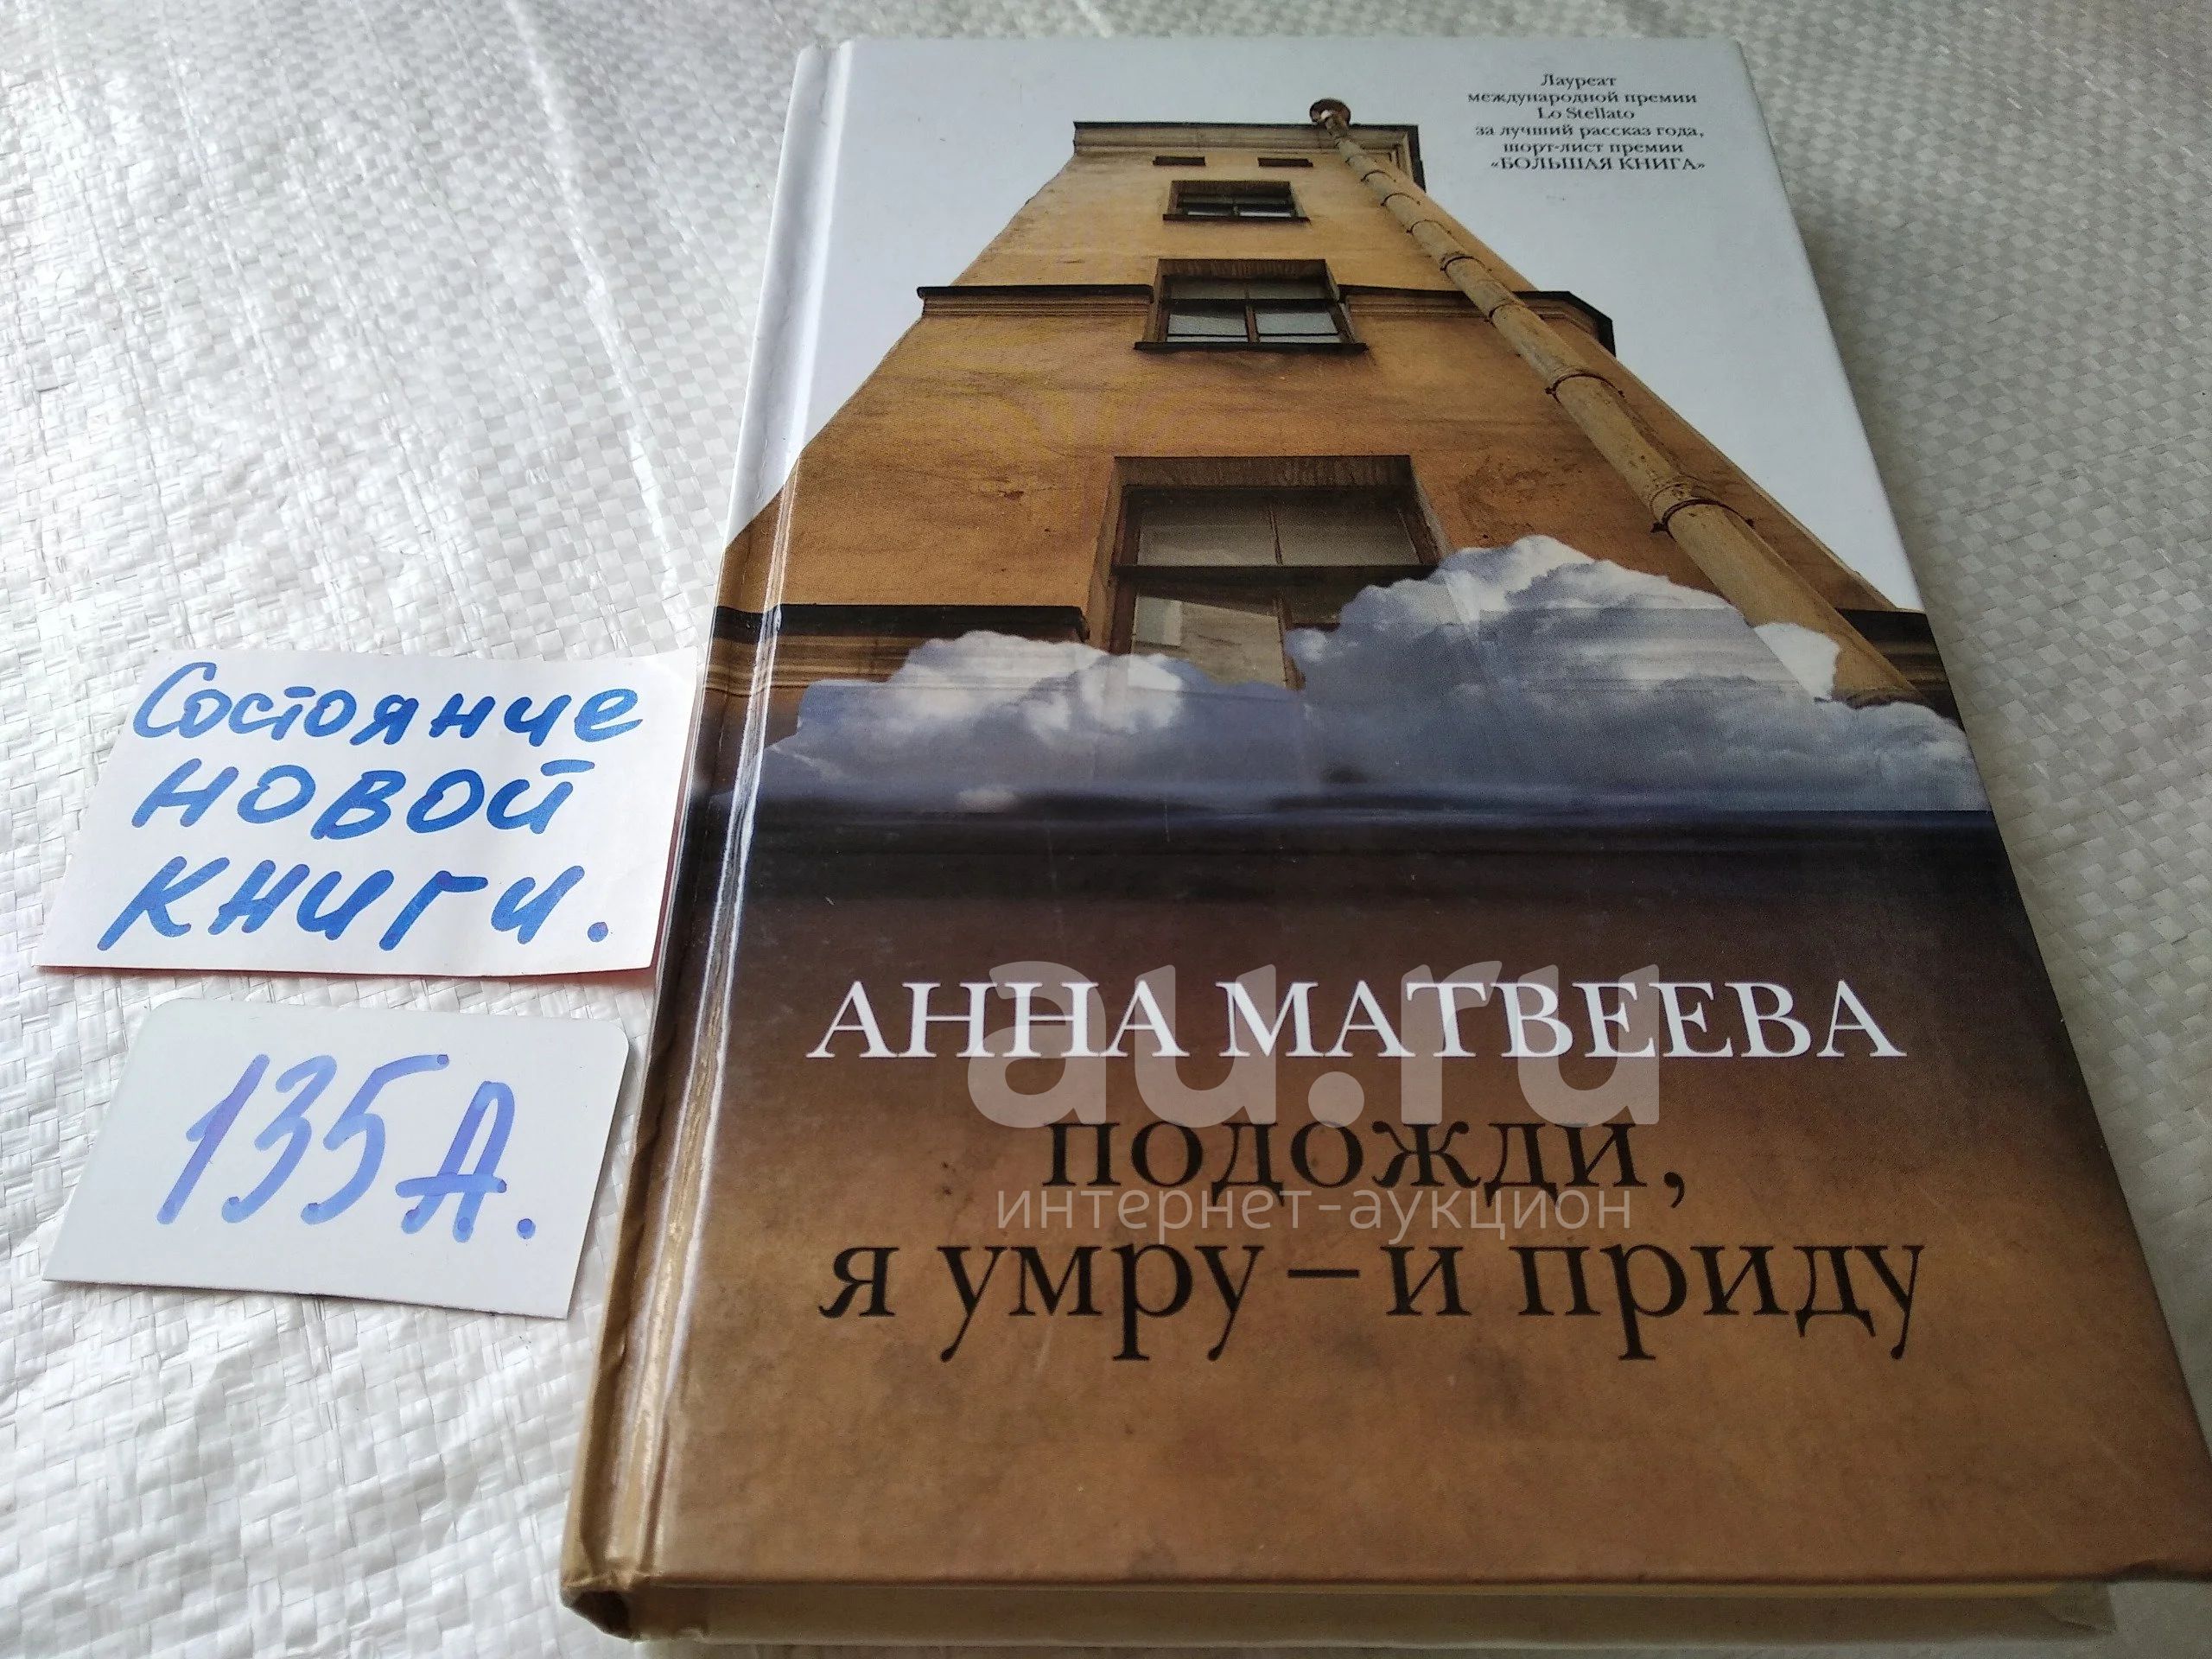 Лауреат
международной премии
Lo Stellato
за лучший рассказ года,
шорт-лист премии
«БОЛЬШАЯ КНИГА»
Состояние
новой
книги.
135А.
АННА МАТВЕЕВА
au.ru
подожди,
интернет-аукцион
я умру – и приду